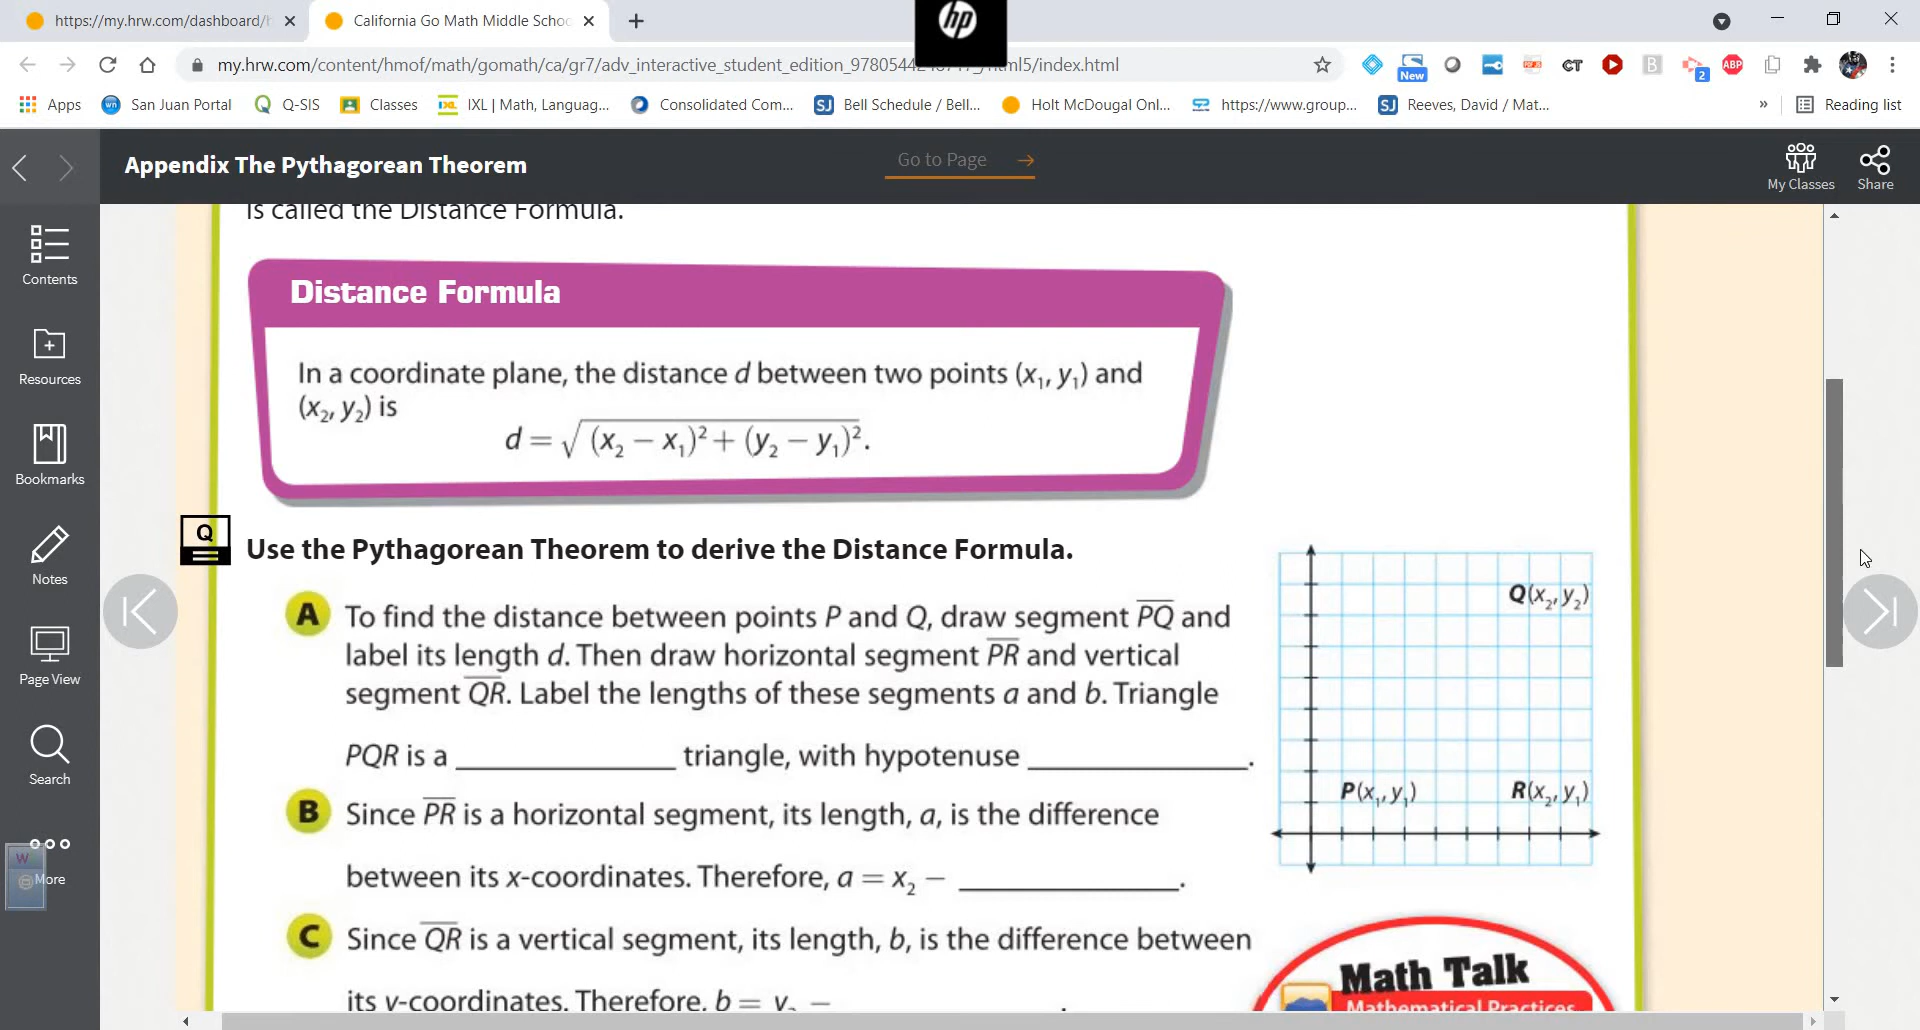 https://my.hrw.com/dashboard/
California Go Math Middle Schoo
hp
my.hrw.com/content/hmof/math/gomath/ca/gr7/adv_interactive_student_edition_9780544
ml5/index.html
New
CT
B
2
ABP
Apps
wn San Juan Portal
Q-SIS
Classes
IXL | Math, Languag...
Consolidated Com...
SJ Bell Schedule / Bell...
Holt McDougal Onl...
https://www.group...
SJ Reeves, David / Mat...
»
Reading list
Appendix The Pythagorean Theorem
Go to Page →
My Classes
Share
Contents
Resources
Bookmarks
Notes
Page View
Search
More
W
is called the Distance Formula.
Distance Formula
In a coordinate plane, the distance d between two points (x₁, y₁) and
(x₂, y₂) is
d = √(x₂ − x₁)² + (y₂ − y₁)².
Q
Use the Pythagorean Theorem to derive the Distance Formula.
A To find the distance between points P and Q, draw segment P̅Q̅ and
label its length d. Then draw horizontal segment P̅R̅ and vertical
segment Q̅R̅. Label the lengths of these segments a and b. Triangle
PQR is a ____________ triangle, with hypotenuse ____________.
B Since P̅R̅ is a horizontal segment, its length, a, is the difference
between its x-coordinates. Therefore, a = x₂ − ____________.
C Since Q̅R̅ is a vertical segment, its length, b, is the difference between
its y-coordinates. Therefore, b = y₂ −
Q(x₂, y₂)
P(x₁, y₁)
R(x₂, y₁)
Math Talk
Mathematical Practices